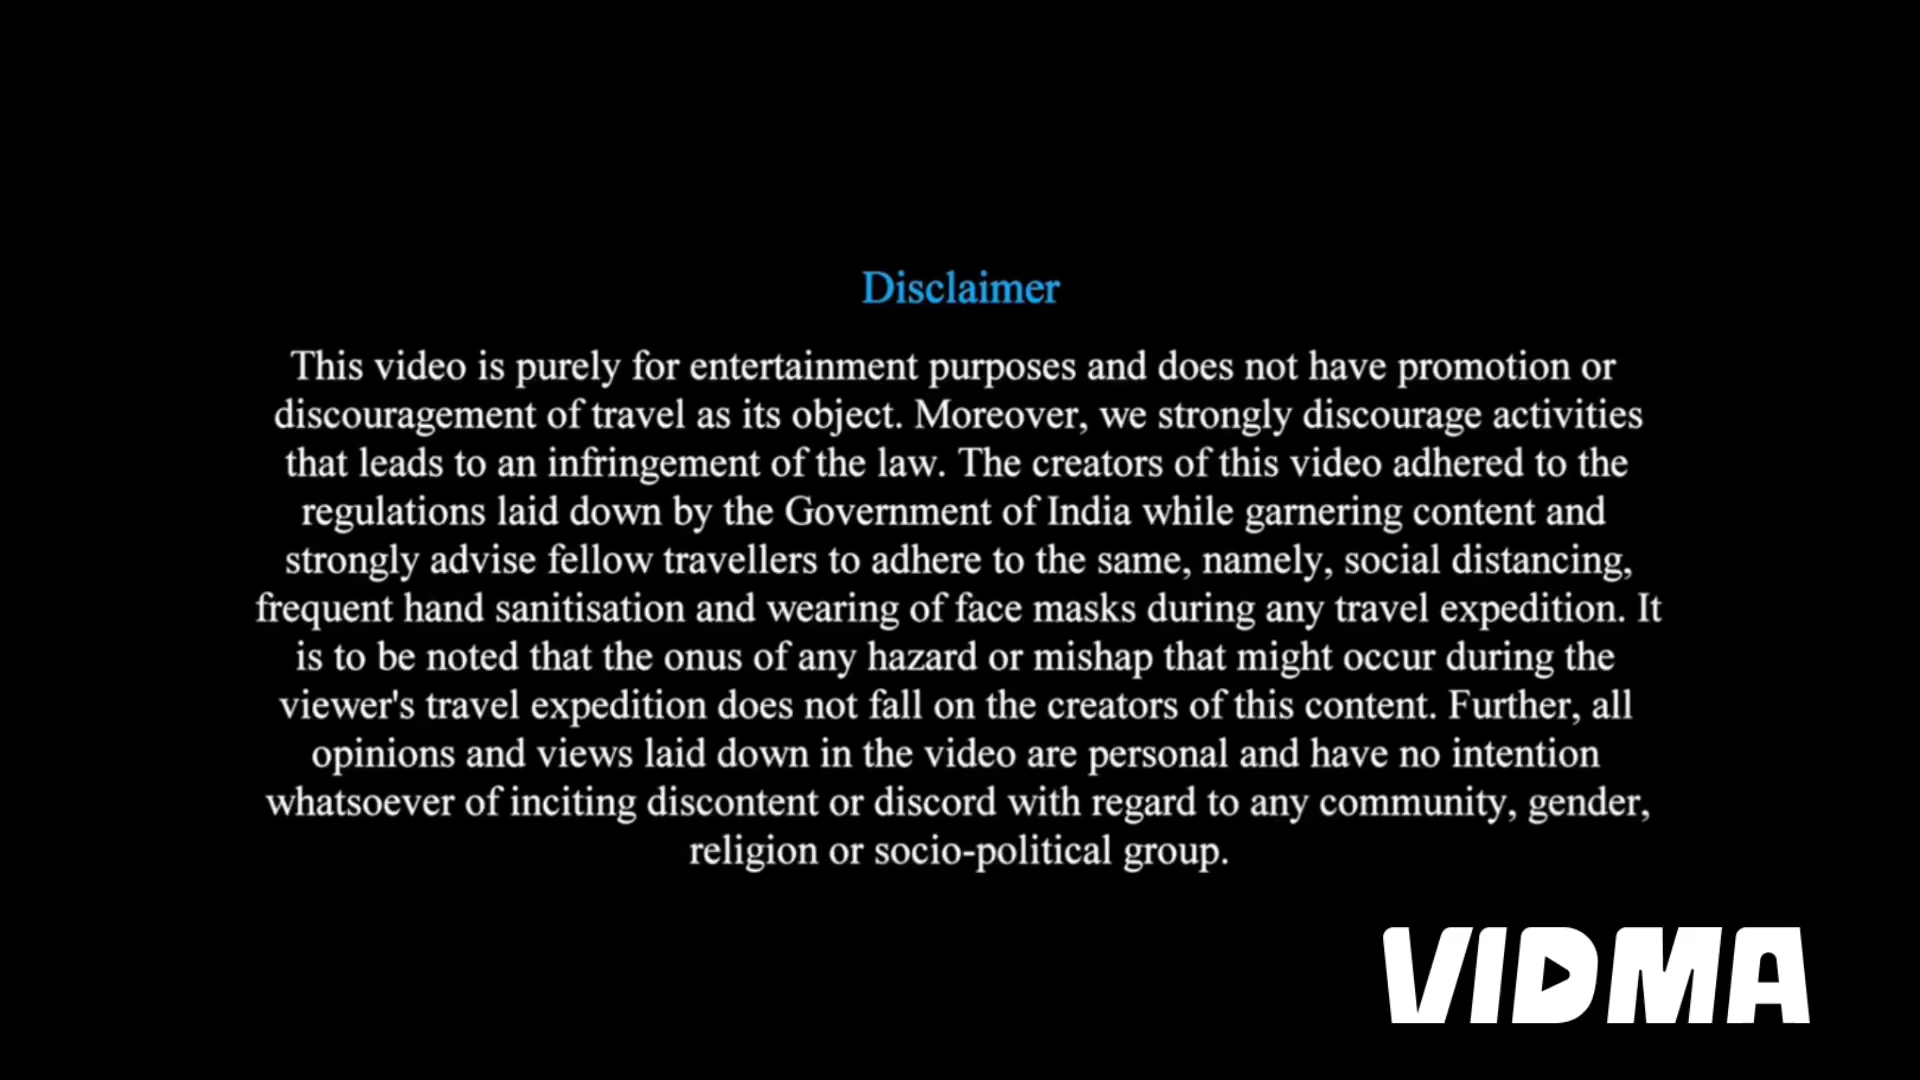 Disclaimer
This video is purely for entertainment purposes and does not have promotion or
discouragement of travel as its object. Moreover, we strongly discourage activities
that leads to an infringement of the law. The creators of this video adhered to the
regulations laid down by the Government of India while garnering content and
strongly advise fellow travellers to adhere to the same, namely, social distancing,
frequent hand sanitisation and wearing of face masks during any travel expedition. It
is to be noted that the onus of any hazard or mishap that might occur during the
viewer's travel expedition does not fall on the creators of this content. Further, all
opinions and views laid down in the video are personal and have no intention
whatsoever of inciting discontent or discord with regard to any community, gender,
religion or socio-political group.
VIDMA